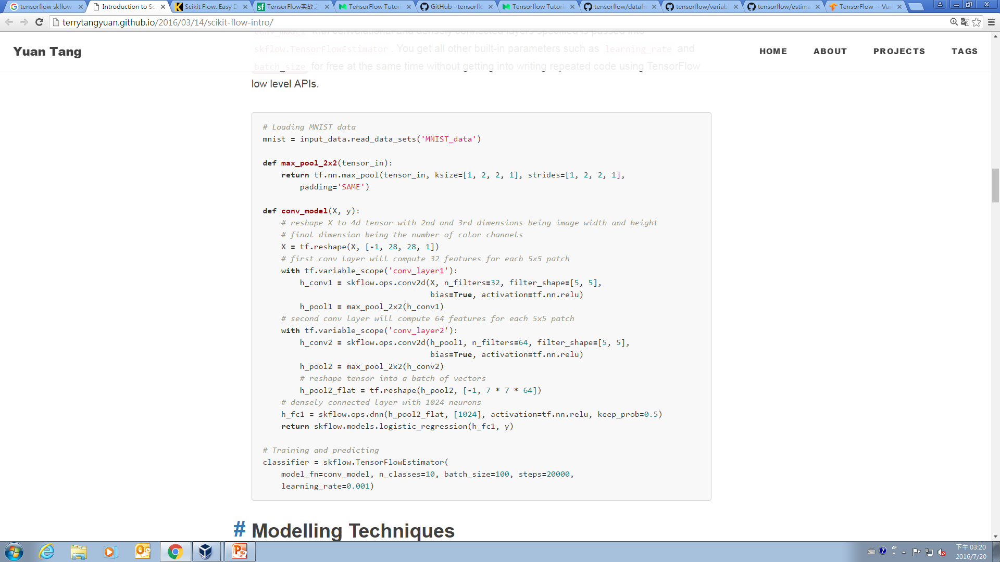 tensorflow skflow
Introduction to Sc
Scikit Flow: Easy D
TensorFlow实战之
TensorFlow Tutori
GitHub - tensorflo
Tensorflow Tutori
tensorflow/datafr
tensorflow/variabl
tensorflow/estima
TensorFlow -- Var
terrytangyuan.github.io/2016/03/14/scikit-flow-intro/
conv_model with convolutional and densely connected layers specified is passed into
Yuan Tang
HOME ABOUT PROJECTS TAGS
skflow.TensorFlowEstimator. You get all other built-in parameters such as learning_rate and
batch_size for free at the same time without getting into writing repeated code using TensorFlow
low level APIs.
# Loading MNIST data
mnist = input_data.read_data_sets('MNIST_data')
def max_pool_2x2(tensor_in):
    return tf.nn.max_pool(tensor_in, ksize=[1, 2, 2, 1], strides=[1, 2, 2, 1],
        padding='SAME')
def conv_model(X, y):
    # reshape X to 4d tensor with 2nd and 3rd dimensions being image width and height
    # final dimension being the number of color channels
    X = tf.reshape(X, [-1, 28, 28, 1])
    # first conv layer will compute 32 features for each 5x5 patch
    with tf.variable_scope('conv_layer1'):
        h_conv1 = skflow.ops.conv2d(X, n_filters=32, filter_shape=[5, 5],
                                    bias=True, activation=tf.nn.relu)
        h_pool1 = max_pool_2x2(h_conv1)
    # second conv layer will compute 64 features for each 5x5 patch
    with tf.variable_scope('conv_layer2'):
        h_conv2 = skflow.ops.conv2d(h_pool1, n_filters=64, filter_shape=[5, 5],
                                    bias=True, activation=tf.nn.relu)
        h_pool2 = max_pool_2x2(h_conv2)
        # reshape tensor into a batch of vectors
        h_pool2_flat = tf.reshape(h_pool2, [-1, 7 * 7 * 64])
    # densely connected layer with 1024 neurons
    h_fc1 = skflow.ops.dnn(h_pool2_flat, [1024], activation=tf.nn.relu, keep_prob=0.5)
    return skflow.models.logistic_regression(h_fc1, y)
# Training and predicting
classifier = skflow.TensorFlowEstimator(
    model_fn=conv_model, n_classes=10, batch_size=100, steps=20000,
    learning_rate=0.001)
# Modelling Techniques
下午 03:20
2016/7/20